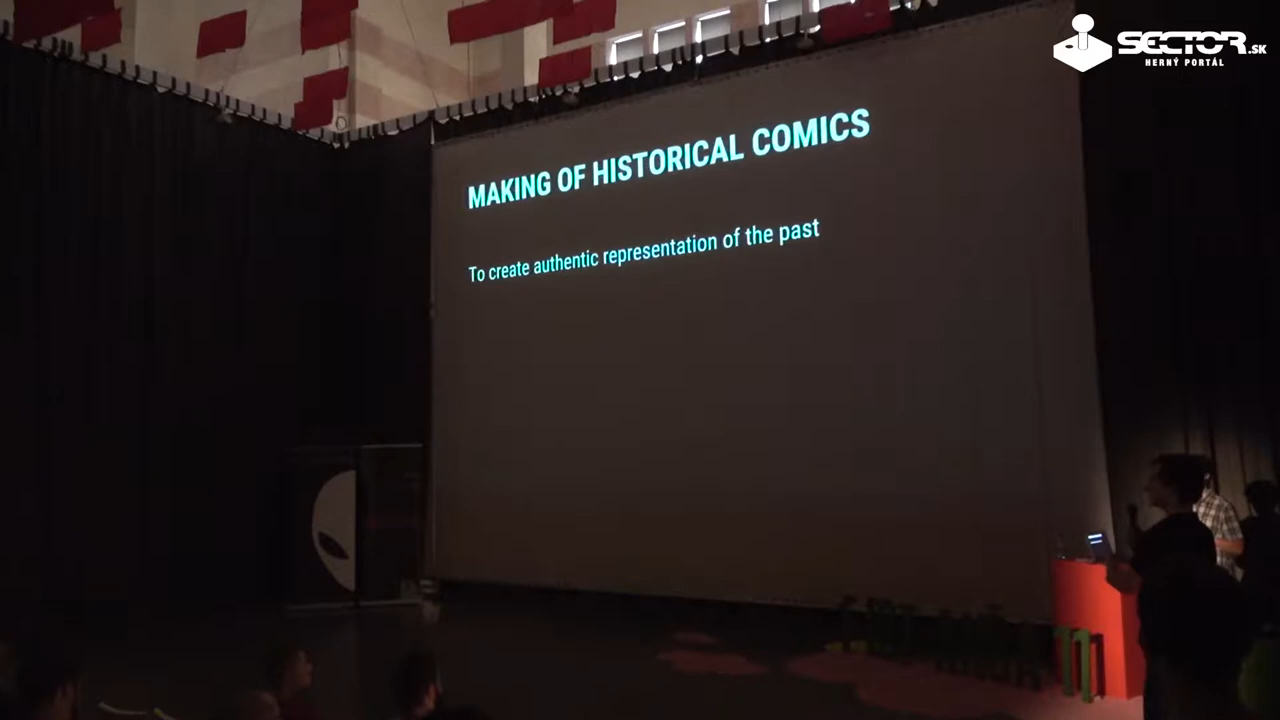 SECTOR.SK
HERNÝ PORTÁL
MAKING OF HISTORICAL COMICS
To create authentic representation of the past